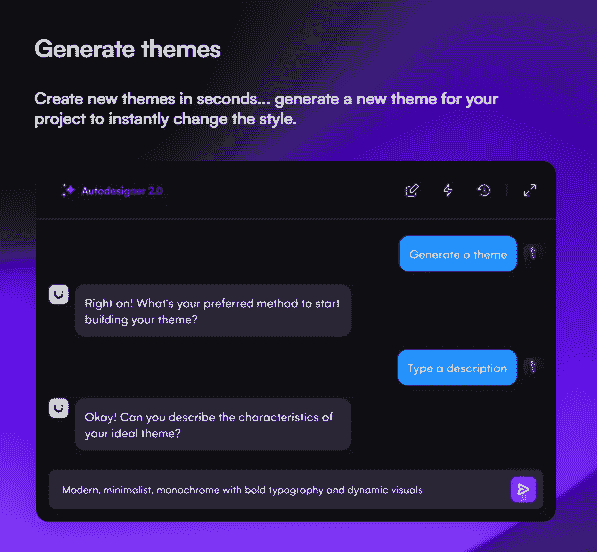 Generate themes
Create new themes in seconds... generate a new theme for your
project to instantly change the style.
Autodesigner 2.0
Generate a theme
Right on! What's your preferred method to start
building your theme?
Type a description
Okay! Can you describe the characteristics of
your ideal theme?
Modern, minimalist, monochrome with bold typography and dynamic visuals